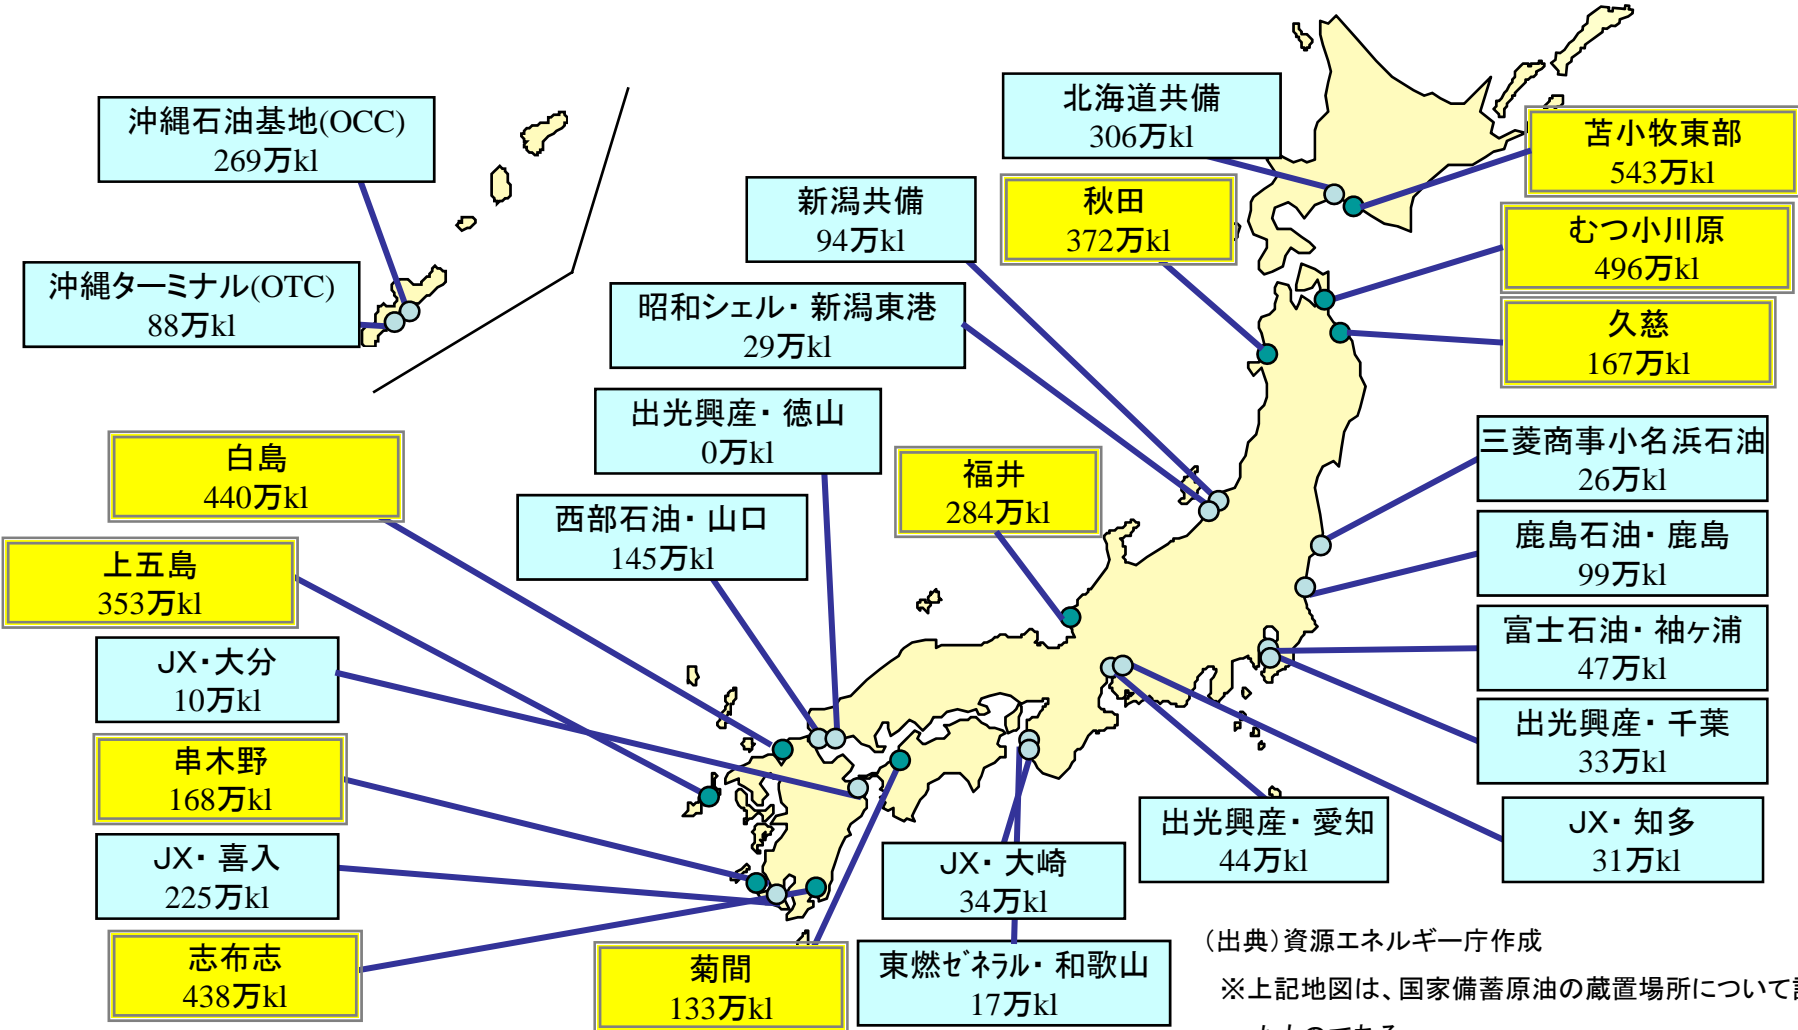 北海道共備
306万kl
沖縄石油基地(OCC)
269万kl
苫小牧東部
543万kl
新潟共備
94万kl
秋田
372万kl
むつ小川原
496万kl
沖縄ターミナル(OTC)
88万kl
昭和シェル・新潟東港
29万kl
久慈
167万kl
出光興産・徳山
0万kl
三菱商事小名浜石油
26万kl
白島
440万kl
福井
284万kl
西部石油・山口
145万kl
鹿島石油・鹿島
99万kl
上五島
353万kl
富士石油・袖ヶ浦
47万kl
JX・大分
10万kl
出光興産・千葉
33万kl
串木野
168万kl
出光興産・愛知
44万kl
JX・知多
31万kl
JX・喜入
225万kl
JX・大崎
34万kl
志布志
438万kl
菊間
133万kl
東燃ｾﾞﾈﾗﾙ・和歌山
17万kl
（出典）資源エネルギー庁作成
※上記地図は、国家備蓄原油の蔵置場所について